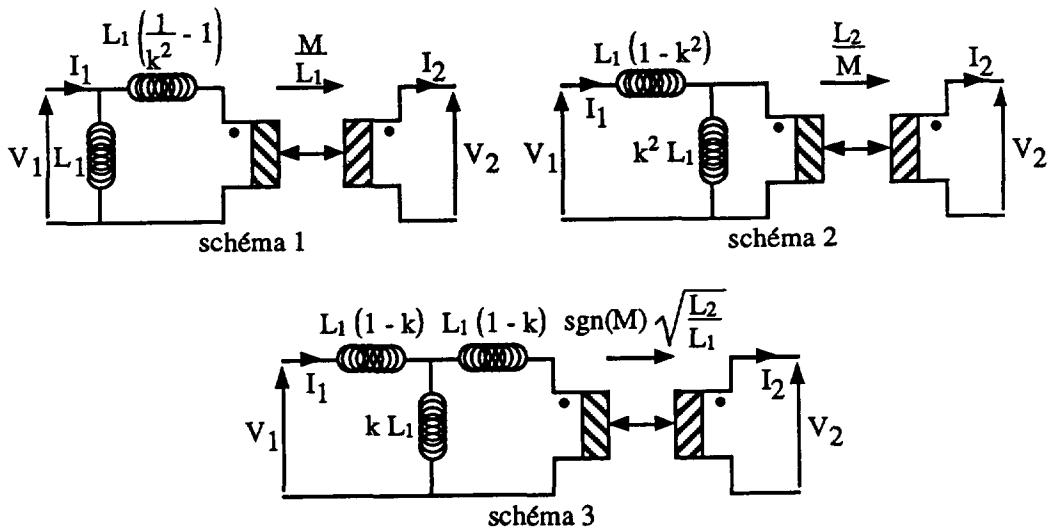 L₁ (1/k² - 1)
M/L₁
I₁
I₂
V₁
L₁
V₂
schéma 1
L₁ (1 - k²)
L₂/M
I₁
I₂
V₁
k² L₁
V₂
schéma 2
L₁ (1 - k) L₁ (1 - k) sgn(M) √(L₂/L₁)
I₁
I₂
V₁
k L₁
V₂
schéma 3